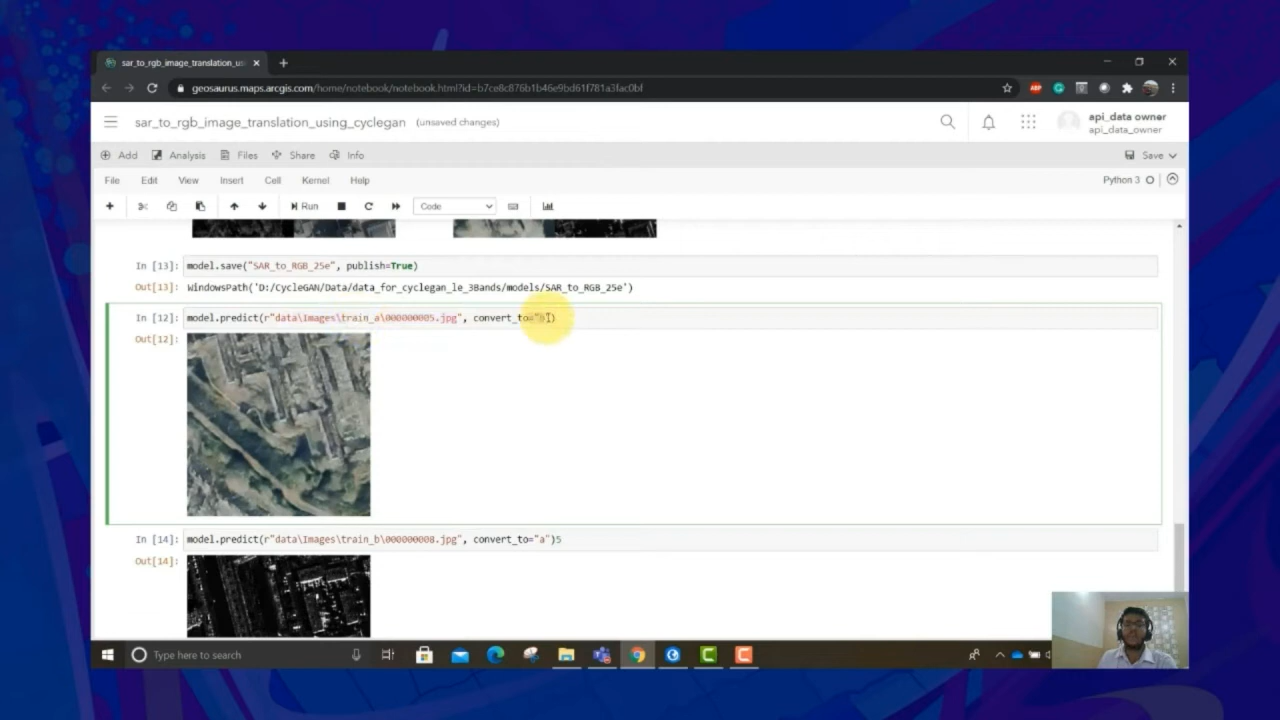 sar_to_rgb_image_translation_us
geosaurus.maps.arcgis.com/home/notebook/notebook.html?id=b7ce8c876b1b46e9bd61f781a3fac0bf
ABP
sar_to_rgb_image_translation_using_cyclegan (unsaved changes)
api_data owner
api_data_owner
Add Analysis Files Share Info Save
File Edit View Insert Cell Kernel Help Python 3
Run Code
In [13]: model.save("SAR_to_RGB_25e", publish=True)
Out[13]: WindowsPath('D:/CycleGAN/Data/data_for_cyclegan_le_3Bands/models/SAR_to_RGB_25e')
In [12]: model.predict(r"data\Images\train_a\000000005.jpg", convert_to="b")
Out[12]:
In [14]: model.predict(r"data\Images\train_b\000000008.jpg", convert_to="a")5
Out[14]:
Type here to search